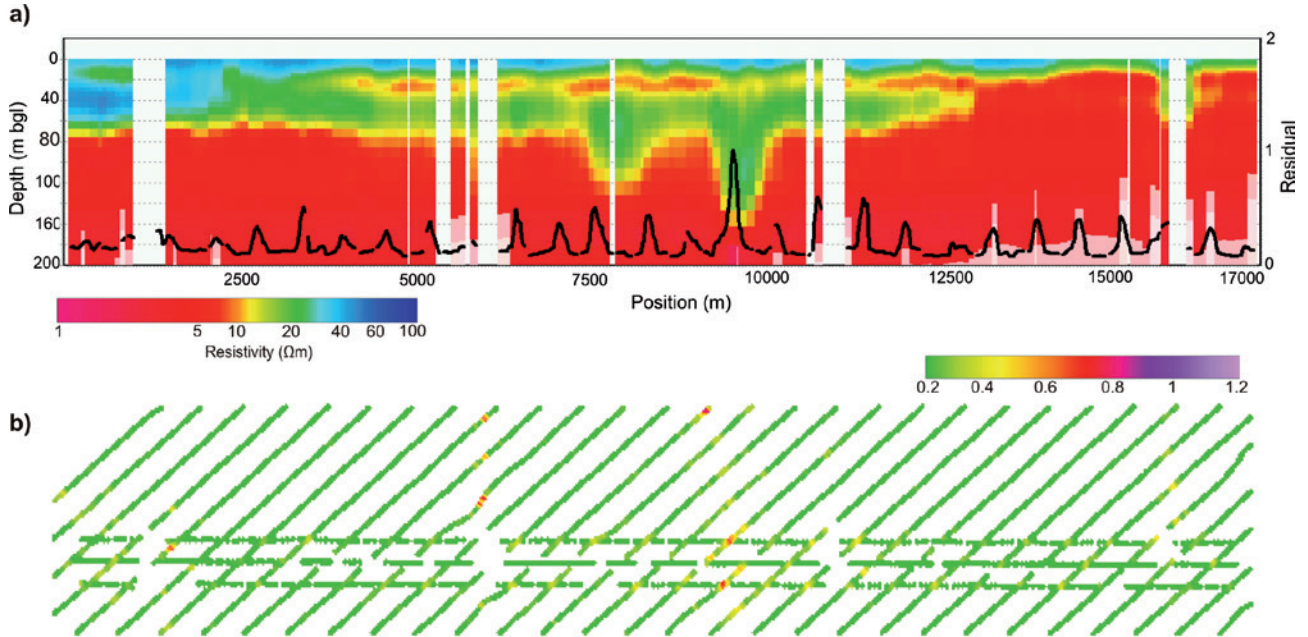 a)
2
0
40
80
1
100
160
200
0
Depth (m bgl)
Residual
2500 5000 7500 10000 12500 15000 17000
Position (m)
1 5 10 20 40 60 100
Resistivity (Ωm)
0.2 0.4 0.6 0.8 1 1.2
b)